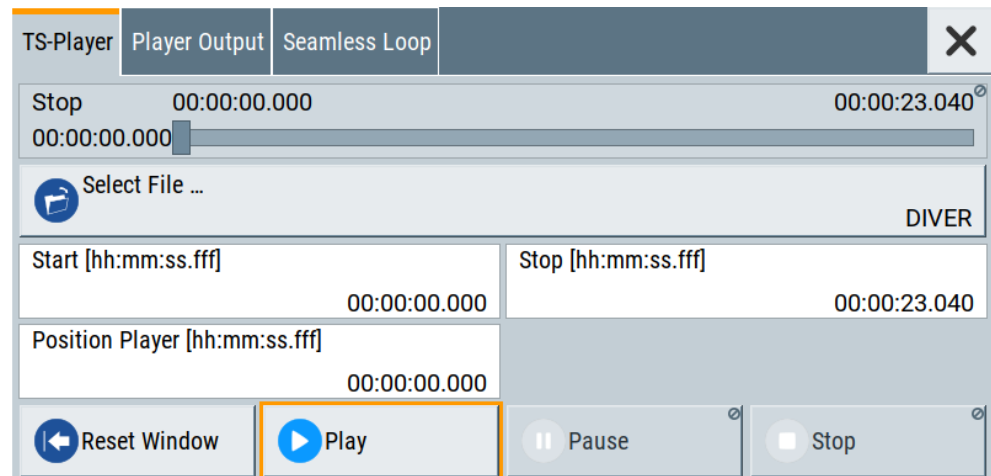 TS-Player Player Output Seamless Loop
Stop 00:00:00.000 00:00:23.040
00:00:00.000
Select File ...
DIVER
Start [hh:mm:ss.fff] Stop [hh:mm:ss.fff]
00:00:00.000 00:00:23.040
Position Player [hh:mm:ss.fff]
00:00:00.000
Reset Window Play Pause Stop